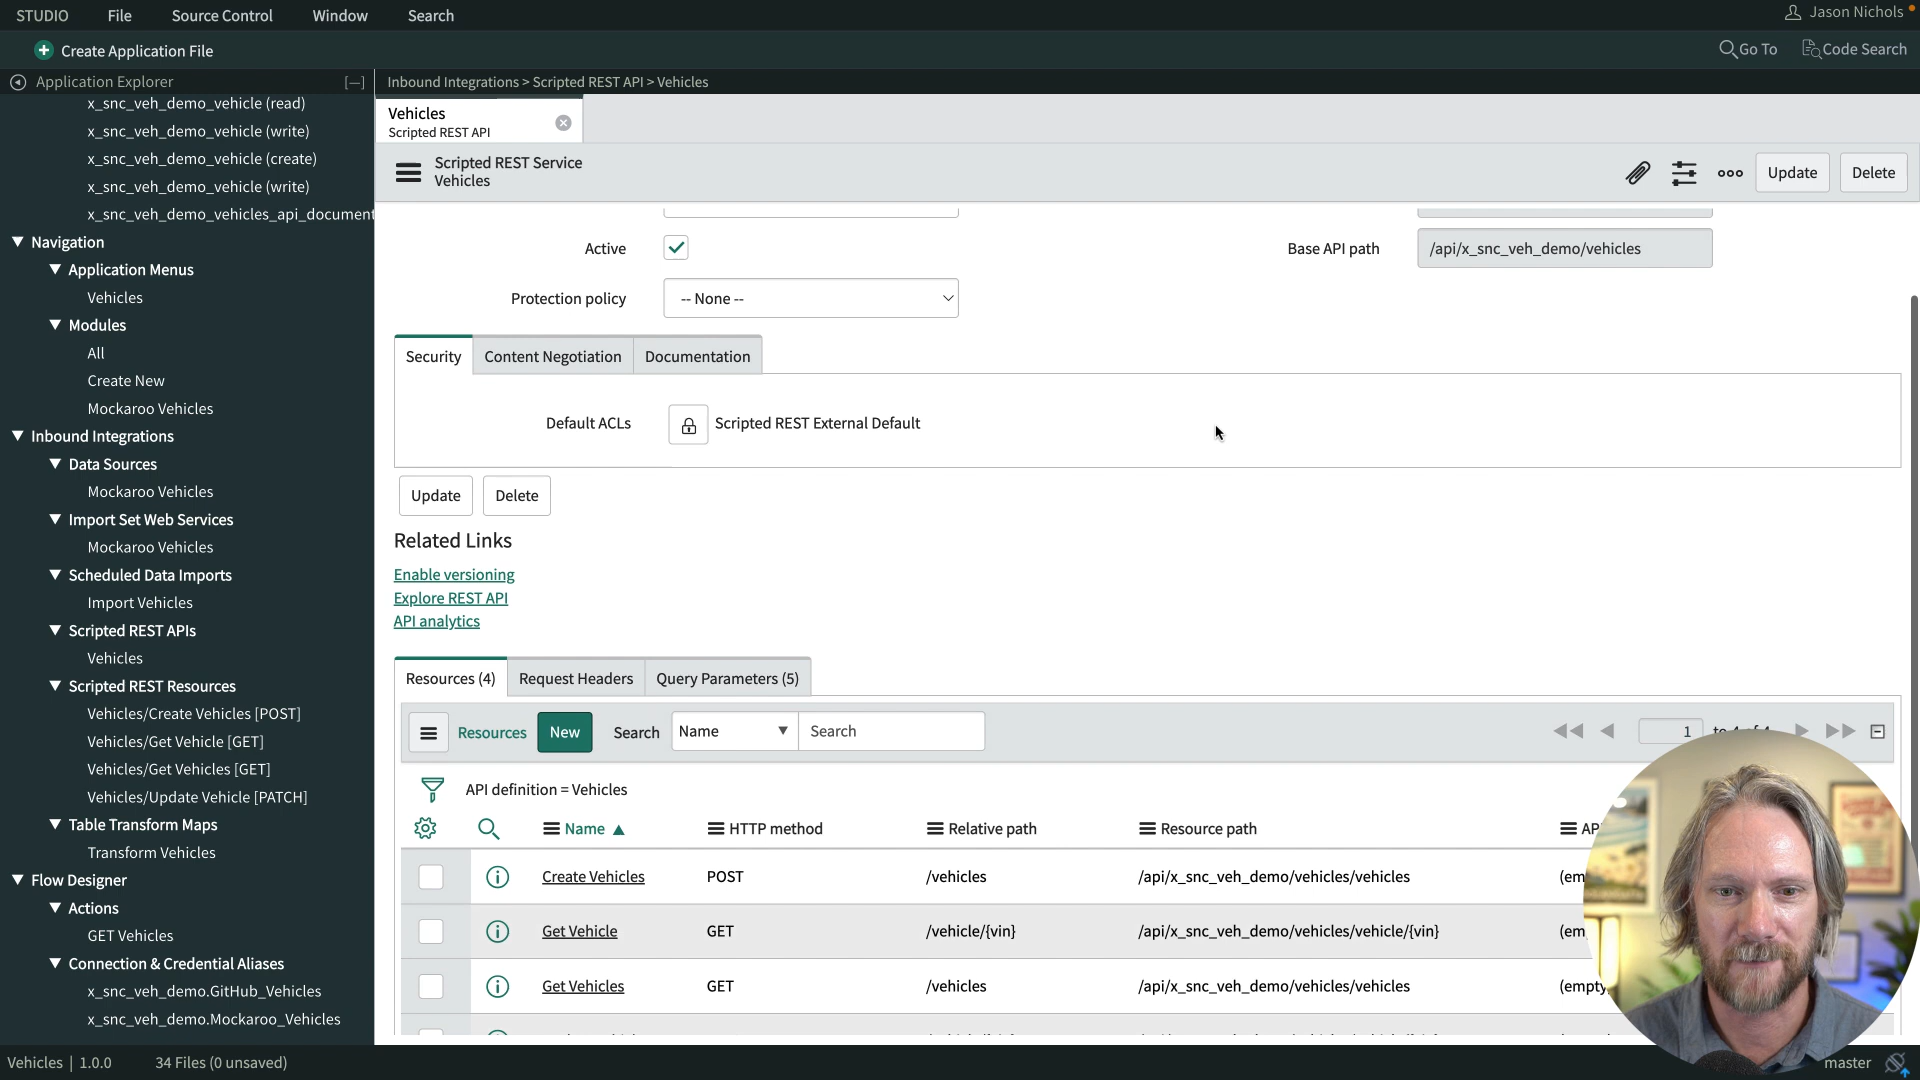 STUDIO File Source Control Window Search Jason Nichols
Create Application File Go To Code Search
Application Explorer [—] Inbound Integrations > Scripted REST API > Vehicles
x_snc_veh_demo_vehicle (read)
x_snc_veh_demo_vehicle (write)
x_snc_veh_demo_vehicle (create)
x_snc_veh_demo_vehicle (write)
x_snc_veh_demo_vehicles_api_document
Navigation
Application Menus
Vehicles
Modules
All
Create New
Mockaroo Vehicles
Inbound Integrations
Data Sources
Mockaroo Vehicles
Import Set Web Services
Mockaroo Vehicles
Scheduled Data Imports
Import Vehicles
Scripted REST APIs
Vehicles
Scripted REST Resources
Vehicles/Create Vehicles [POST]
Vehicles/Get Vehicle [GET]
Vehicles/Get Vehicles [GET]
Vehicles/Update Vehicle [PATCH]
Table Transform Maps
Transform Vehicles
Flow Designer
Actions
GET Vehicles
Connection & Credential Aliases
x_snc_veh_demo.GitHub_Vehicles
x_snc_veh_demo.Mockaroo_Vehicles
Vehicles
Scripted REST API
Scripted REST Service
Vehicles
Update Delete
Active Base API path /api/x_snc_veh_demo/vehicles
Protection policy -- None --
Security Content Negotiation Documentation
Default ACLs Scripted REST External Default
Update Delete
Related Links
Enable versioning
Explore REST API
API analytics
Resources (4) Request Headers Query Parameters (5)
Resources New Search Name Search 1 to 4 of 4
API definition = Vehicles
Name HTTP method Relative path Resource path AP
Create Vehicles POST /vehicles /api/x_snc_veh_demo/vehicles/vehicles (em
Get Vehicle GET /vehicle/{vin} /api/x_snc_veh_demo/vehicles/vehicle/{vin} (em
Get Vehicles GET /vehicles /api/x_snc_veh_demo/vehicles/vehicles (empty
Vehicles | 1.0.0 34 Files (0 unsaved) master